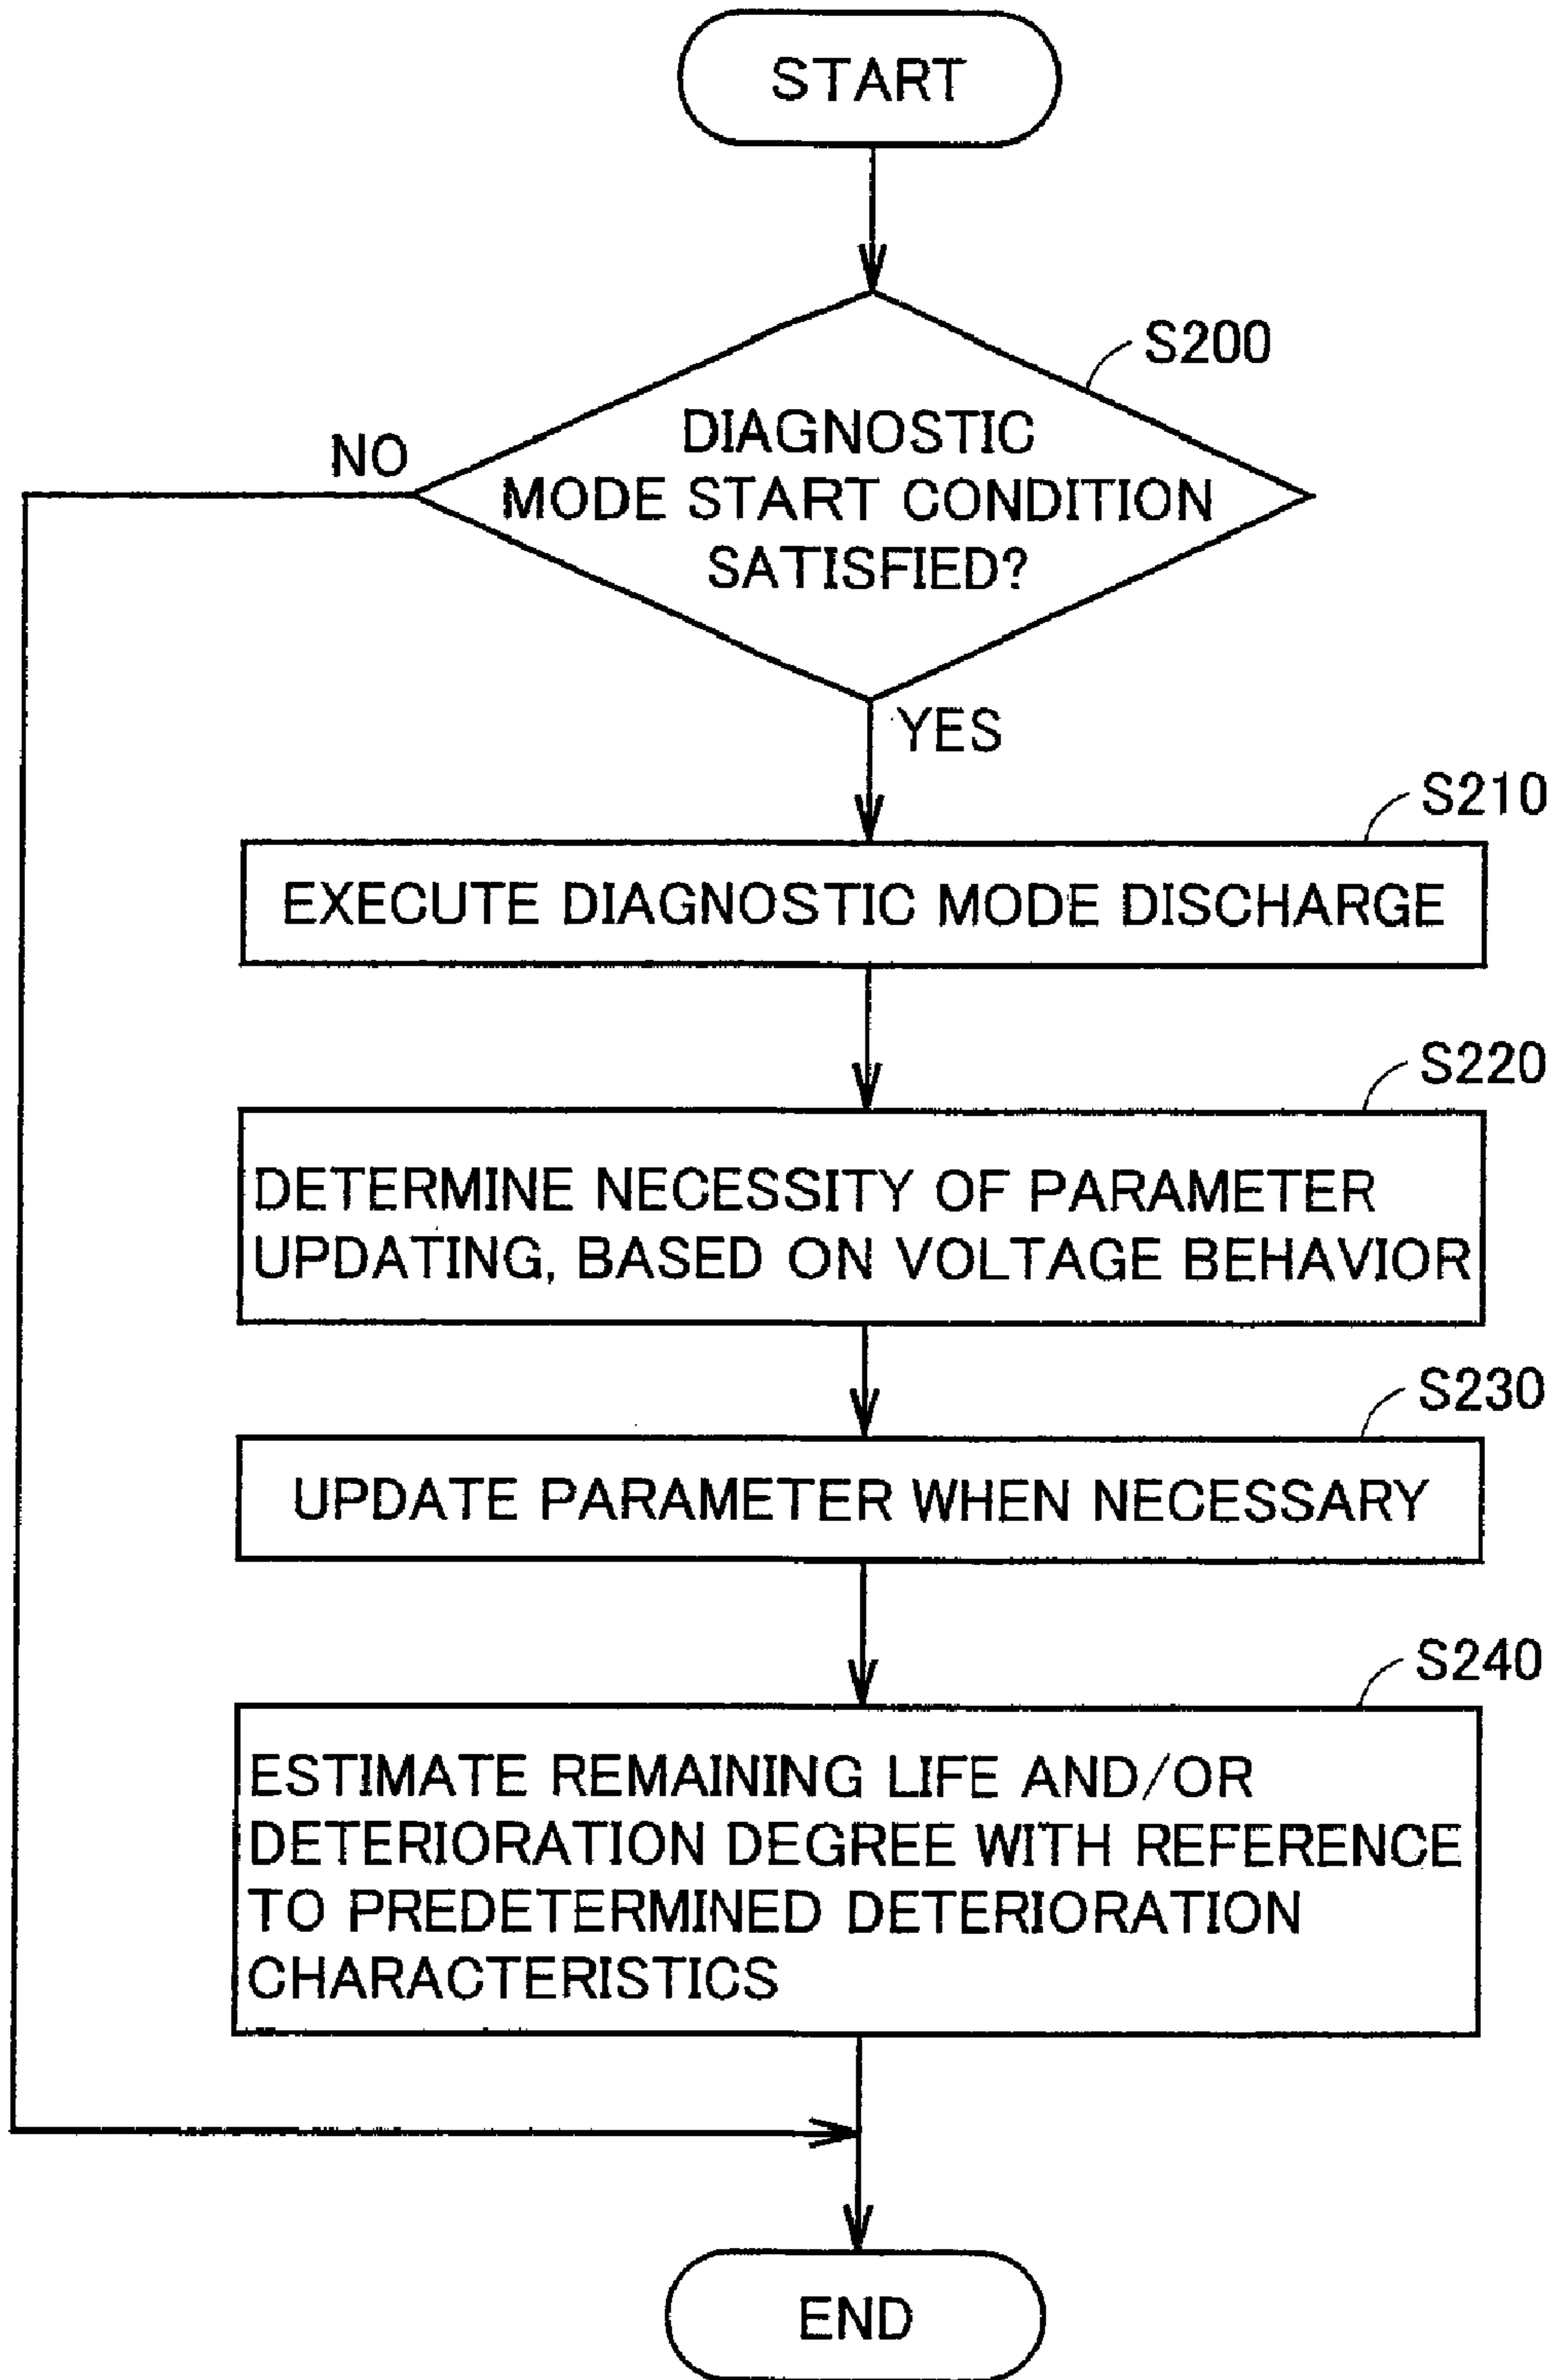 START
S200
DIAGNOSTIC
MODE START CONDITION
SATISFIED?
NO
YES
S210
EXECUTE DIAGNOSTIC MODE DISCHARGE
S220
DETERMINE NECESSITY OF PARAMETER
UPDATING, BASED ON VOLTAGE BEHAVIOR
S230
UPDATE PARAMETER WHEN NECESSARY
S240
ESTIMATE REMAINING LIFE AND/OR
DETERIORATION DEGREE WITH REFERENCE
TO PREDETERMINED DETERIORATION
CHARACTERISTICS
END